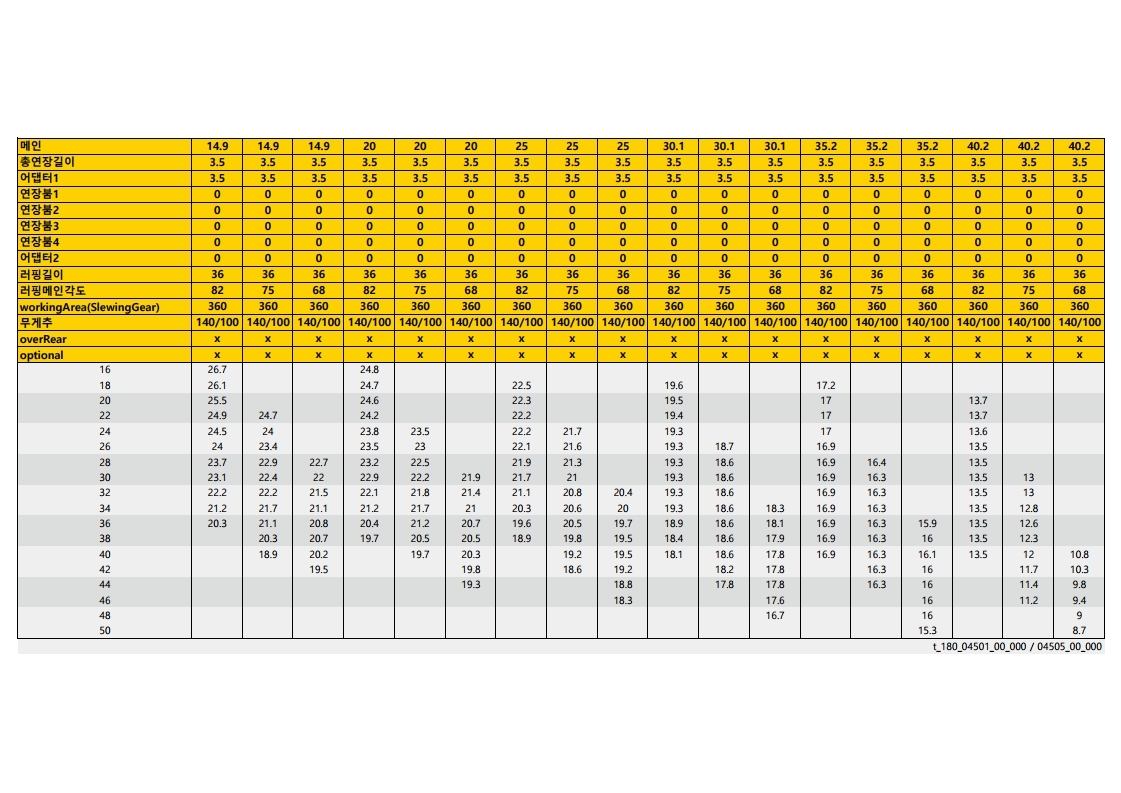 메인 14.9 14.9 14.9 20 20 20 25 25 25 30.1 30.1 30.1 35.2 35.2 35.2 40.2 40.2 40.2
총연장길이 3.5 3.5 3.5 3.5 3.5 3.5 3.5 3.5 3.5 3.5 3.5 3.5 3.5 3.5 3.5 3.5 3.5 3.5
어댑터1 3.5 3.5 3.5 3.5 3.5 3.5 3.5 3.5 3.5 3.5 3.5 3.5 3.5 3.5 3.5 3.5 3.5 3.5
연장붐1 0 0 0 0 0 0 0 0 0 0 0 0 0 0 0 0 0 0
연장붐2 0 0 0 0 0 0 0 0 0 0 0 0 0 0 0 0 0 0
연장붐3 0 0 0 0 0 0 0 0 0 0 0 0 0 0 0 0 0 0
연장붐4 0 0 0 0 0 0 0 0 0 0 0 0 0 0 0 0 0 0
어댑터2 0 0 0 0 0 0 0 0 0 0 0 0 0 0 0 0 0 0
러핑길이 36 36 36 36 36 36 36 36 36 36 36 36 36 36 36 36 36 36
러핑메인각도 82 75 68 82 75 68 82 75 68 82 75 68 82 75 68 82 75 68
workingArea(SlewingGear) 360 360 360 360 360 360 360 360 360 360 360 360 360 360 360 360 360 360
무게추 140/100 140/100 140/100 140/100 140/100 140/100 140/100 140/100 140/100 140/100 140/100 140/100 140/100 140/100 140/100 140/100 140/100 140/100
overRear x x x x x x x x x x x x x x x x x x
optional x x x x x x x x x x x x x x x x x x
16 26.7 24.8
18 26.1 24.7 22.5 19.6 17.2
20 25.5 24.6 22.3 19.5 17 13.7
22 24.9 24.7 24.2 22.2 19.4 17 13.7
24 24.5 24 23.8 23.5 22.2 21.7 19.3 17 13.6
26 24 23.4 23.5 23 22.1 21.6 19.3 18.7 16.9 13.5
28 23.7 22.9 22.7 23.2 22.5 21.9 21.3 19.3 18.6 16.9 16.4 13.5
30 23.1 22.4 22 22.9 22.2 21.9 21.7 21 19.3 18.6 16.9 16.3 13.5 13
32 22.2 22.2 21.5 22.1 21.8 21.4 21.1 20.8 20.4 19.3 18.6 16.9 16.3 13.5 13
34 21.2 21.7 21.1 21.2 21.7 21 20.3 20.6 20 19.3 18.6 18.3 16.9 16.3 13.5 12.8
36 20.3 21.1 20.8 20.4 21.2 20.7 19.6 20.5 19.7 18.9 18.6 18.1 16.9 16.3 15.9 13.5 12.6
38 20.3 20.7 19.7 20.5 20.5 18.9 19.8 19.5 18.4 18.6 17.9 16.9 16.3 16 13.5 12.3
40 18.9 20.2 19.7 20.3 19.2 19.5 18.1 18.6 17.8 16.9 16.3 16.1 13.5 12 10.8
42 19.5 19.8 18.6 19.2 18.2 17.8 16.3 16 11.7 10.3
44 19.3 18.8 17.8 17.8 16.3 16 11.4 9.8
46 18.3 17.6 16 11.2 9.4
48 16.7 16 9
50 15.3 8.7
t_180_04501_00_000 / 04505_00_000